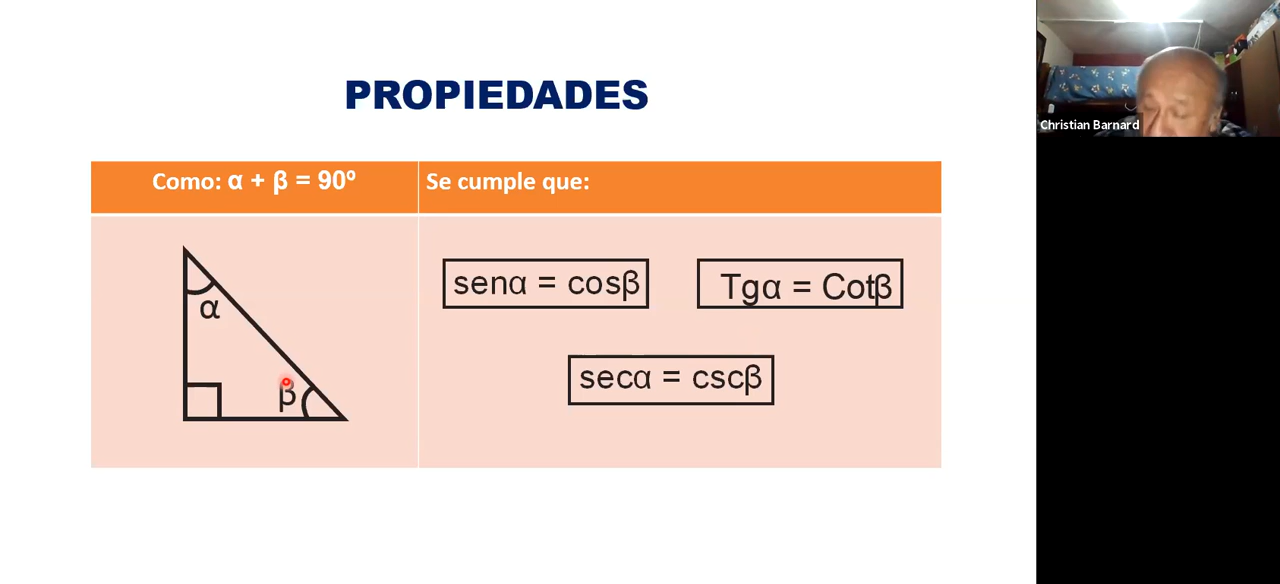 PROPIEDADES
Como: α + β = 90º
Se cumple que:
senα = cosβ
Tgα = Cotβ
secα = cscβ
α
β
Christian Barnard